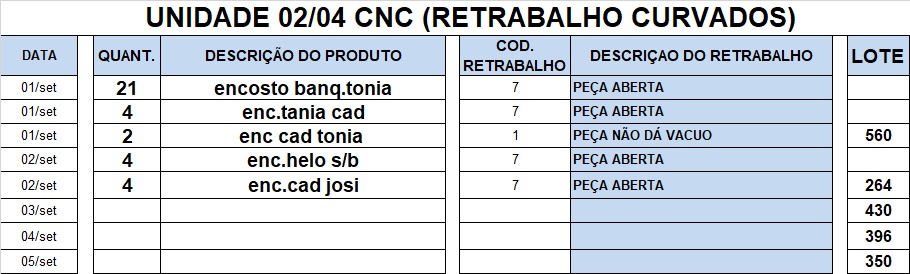 UNIDADE 02/04 CNC (RETRABALHO CURVADOS)
DATA QUANT. DESCRIÇÃO DO PRODUTO COD. RETRABALHO DESCRIÇAO DO RETRABALHO LOTE
01/set 21 encosto banq.tonia 7 PEÇA ABERTA
01/set 4 enc.tania cad 7 PEÇA ABERTA
01/set 2 enc cad tonia 1 PEÇA NÃO DÁ VACUO 560
02/set 4 enc.helo s/b 7 PEÇA ABERTA
02/set 4 enc.cad josi 7 PEÇA ABERTA 264
03/set 430
04/set 396
05/set 350